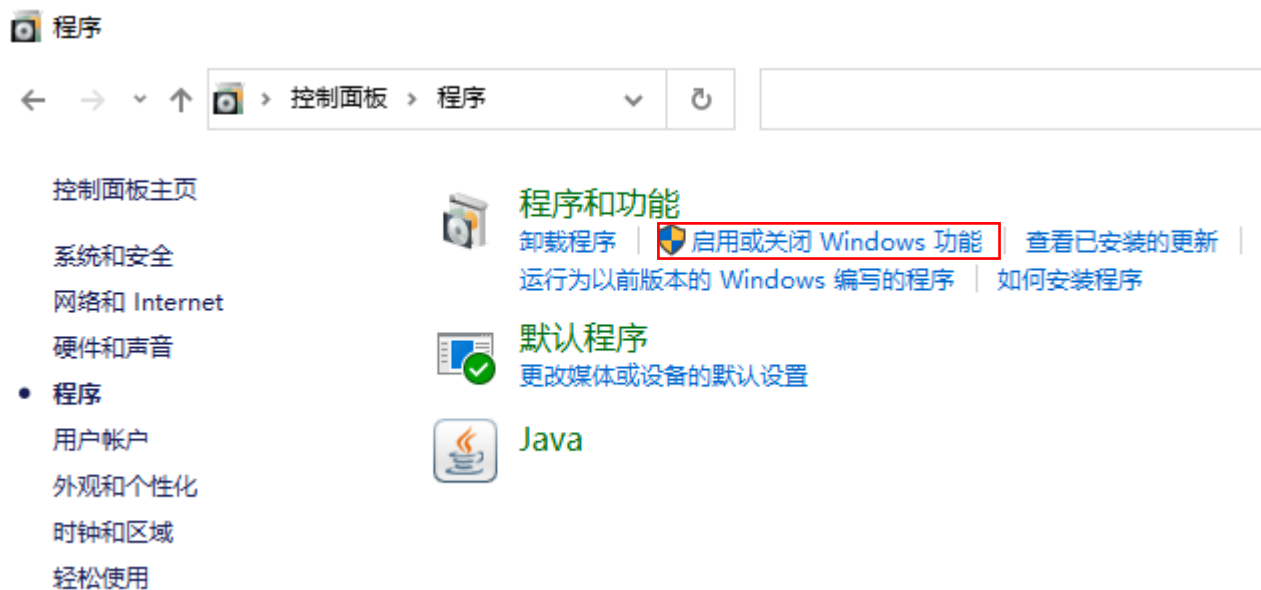 程序
控制面板 › 程序
控制面板主页
系统和安全
网络和 Internet
硬件和声音
程序
用户帐户
外观和个性化
时钟和区域
轻松使用
程序和功能
卸载程序 启用或关闭 Windows 功能 查看已安装的更新
运行为以前版本的 Windows 编写的程序 如何安装程序
默认程序
更改媒体或设备的默认设置
Java